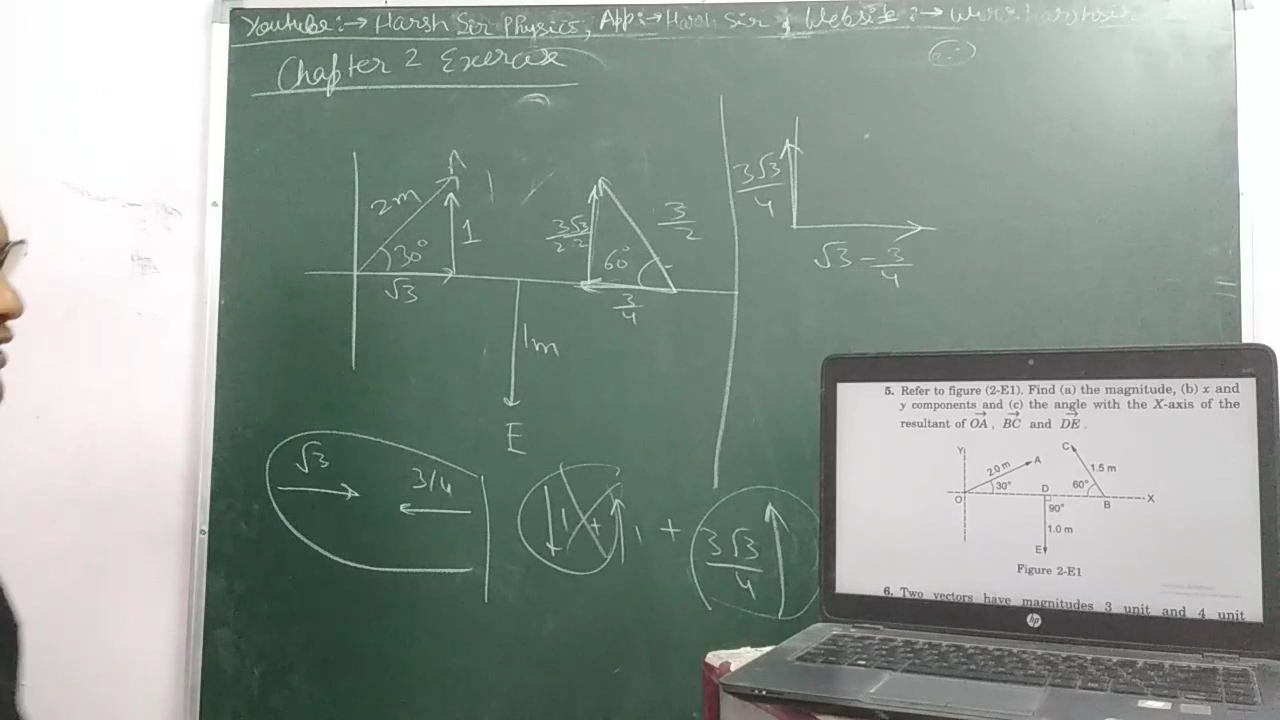 Youtube:→ Harsh Sir Physics, App:→ Harsh Sir, Website:→
Chapter 2 Exercise
A
2m
1
30°
√3
3√3
2·2
60°
3
2
3
4
1m
E
3√3
4
√3 - 3
4
√3
3/4
1
+
1
+
3√3
4
5. Refer to figure (2-E1). Find (a) the magnitude, (b) x and
y components and (c) the angle with the X-axis of the
resultant of OA, BC and DE.
Y
C
2.0 m
A
1.5 m
30°
D
60°
O
B
X
90°
1.0 m
E
Figure 2-E1
6. Two vectors have magnitudes 3 unit and 4 unit
hp